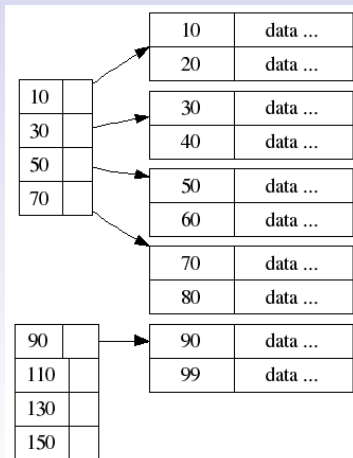 10 data ...
20 data ...
30 data ...
40 data ...
50 data ...
60 data ...
70 data ...
80 data ...
90 data ...
99 data ...
10
30
50
70
90
110
130
150